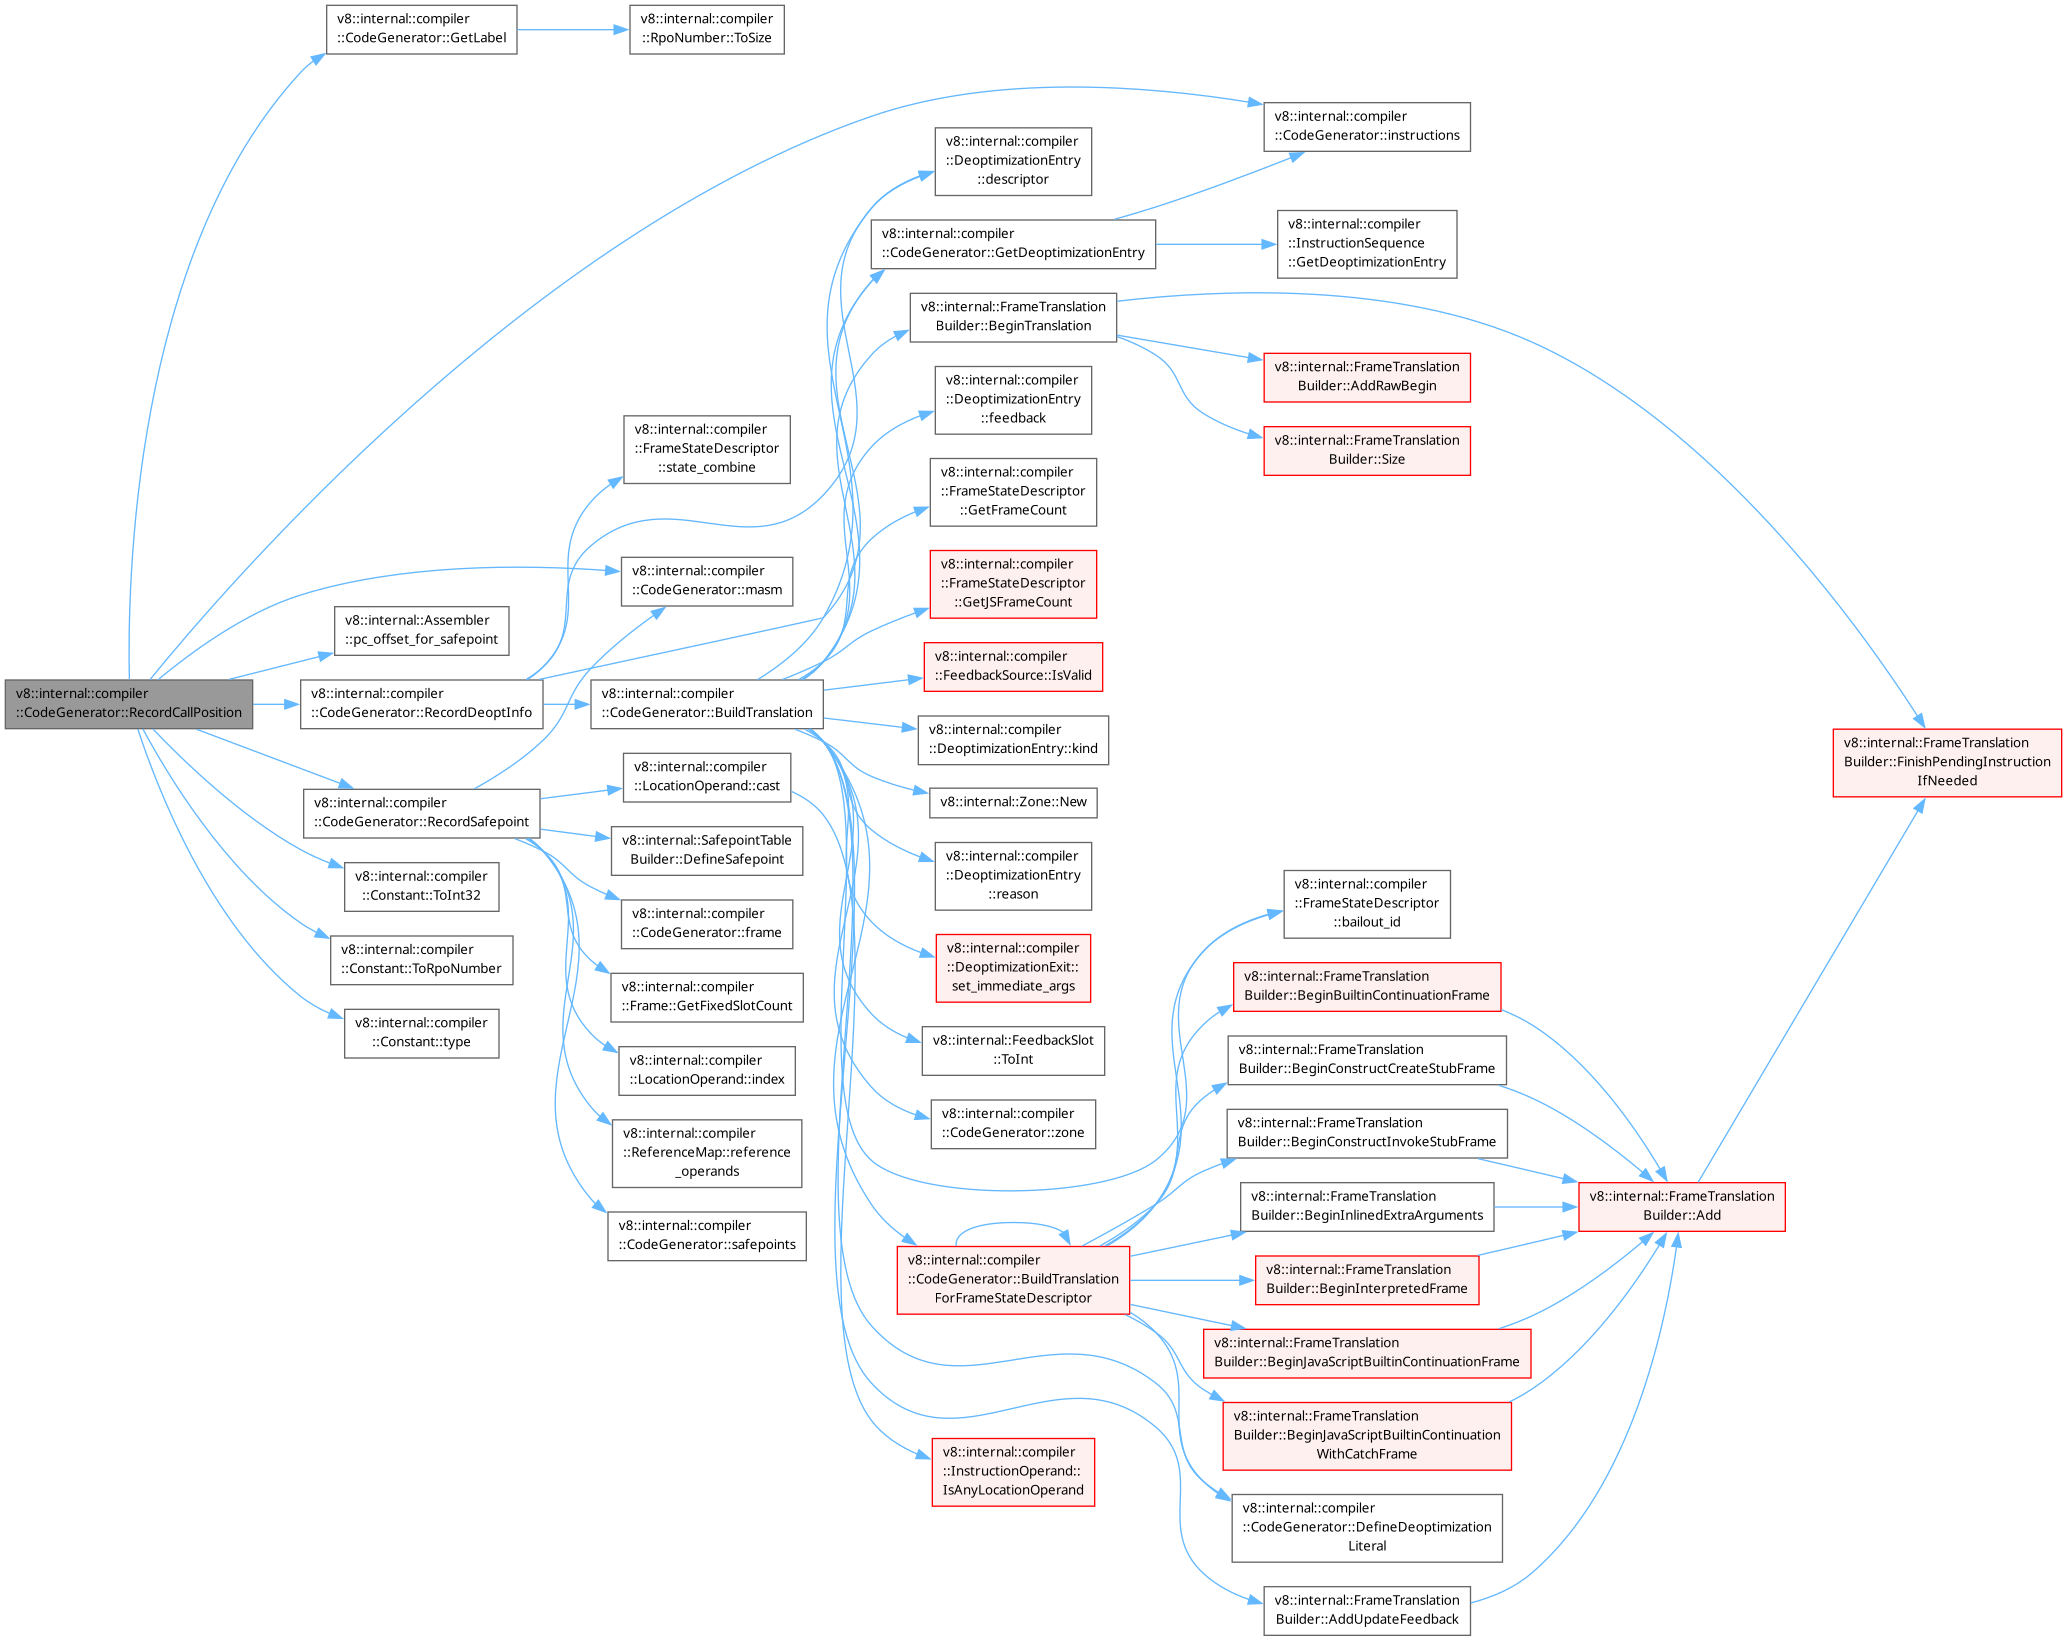 v8::internal::compiler
::CodeGenerator::RecordCallPosition
v8::internal::compiler
::CodeGenerator::GetLabel
v8::internal::compiler
::RpoNumber::ToSize
v8::internal::compiler
::CodeGenerator::instructions
v8::internal::compiler
::CodeGenerator::masm
v8::internal::Assembler
::pc_offset_for_safepoint
v8::internal::compiler
::CodeGenerator::RecordDeoptInfo
v8::internal::compiler
::FrameStateDescriptor
::state_combine
v8::internal::compiler
::DeoptimizationEntry
::descriptor
v8::internal::compiler
::CodeGenerator::GetDeoptimizationEntry
v8::internal::compiler
::InstructionSequence
::GetDeoptimizationEntry
v8::internal::compiler
::CodeGenerator::BuildTranslation
v8::internal::FrameTranslation
Builder::BeginTranslation
v8::internal::FrameTranslation
Builder::AddRawBegin
v8::internal::FrameTranslation
Builder::Size
v8::internal::FrameTranslation
Builder::FinishPendingInstruction
IfNeeded
v8::internal::compiler
::DeoptimizationEntry
::feedback
v8::internal::compiler
::FrameStateDescriptor
::GetFrameCount
v8::internal::compiler
::FrameStateDescriptor
::GetJSFrameCount
v8::internal::compiler
::FeedbackSource::IsValid
v8::internal::compiler
::DeoptimizationEntry::kind
v8::internal::Zone::New
v8::internal::compiler
::DeoptimizationEntry
::reason
v8::internal::compiler
::DeoptimizationExit::
set_immediate_args
v8::internal::FeedbackSlot
::ToInt
v8::internal::compiler
::CodeGenerator::zone
v8::internal::compiler
::CodeGenerator::BuildTranslation
ForFrameStateDescriptor
v8::internal::compiler
::InstructionOperand::
IsAnyLocationOperand
v8::internal::compiler
::FrameStateDescriptor
::bailout_id
v8::internal::FrameTranslation
Builder::BeginBuiltinContinuationFrame
v8::internal::FrameTranslation
Builder::BeginConstructCreateStubFrame
v8::internal::FrameTranslation
Builder::BeginConstructInvokeStubFrame
v8::internal::FrameTranslation
Builder::BeginInlinedExtraArguments
v8::internal::FrameTranslation
Builder::BeginInterpretedFrame
v8::internal::FrameTranslation
Builder::BeginJavaScriptBuiltinContinuationFrame
v8::internal::FrameTranslation
Builder::BeginJavaScriptBuiltinContinuation
WithCatchFrame
v8::internal::compiler
::CodeGenerator::DefineDeoptimization
Literal
v8::internal::FrameTranslation
Builder::AddUpdateFeedback
v8::internal::FrameTranslation
Builder::Add
v8::internal::compiler
::CodeGenerator::RecordSafepoint
v8::internal::compiler
::LocationOperand::cast
v8::internal::SafepointTable
Builder::DefineSafepoint
v8::internal::compiler
::CodeGenerator::frame
v8::internal::compiler
::Frame::GetFixedSlotCount
v8::internal::compiler
::LocationOperand::index
v8::internal::compiler
::ReferenceMap::reference
_operands
v8::internal::compiler
::CodeGenerator::safepoints
v8::internal::compiler
::Constant::ToInt32
v8::internal::compiler
::Constant::ToRpoNumber
v8::internal::compiler
::Constant::type